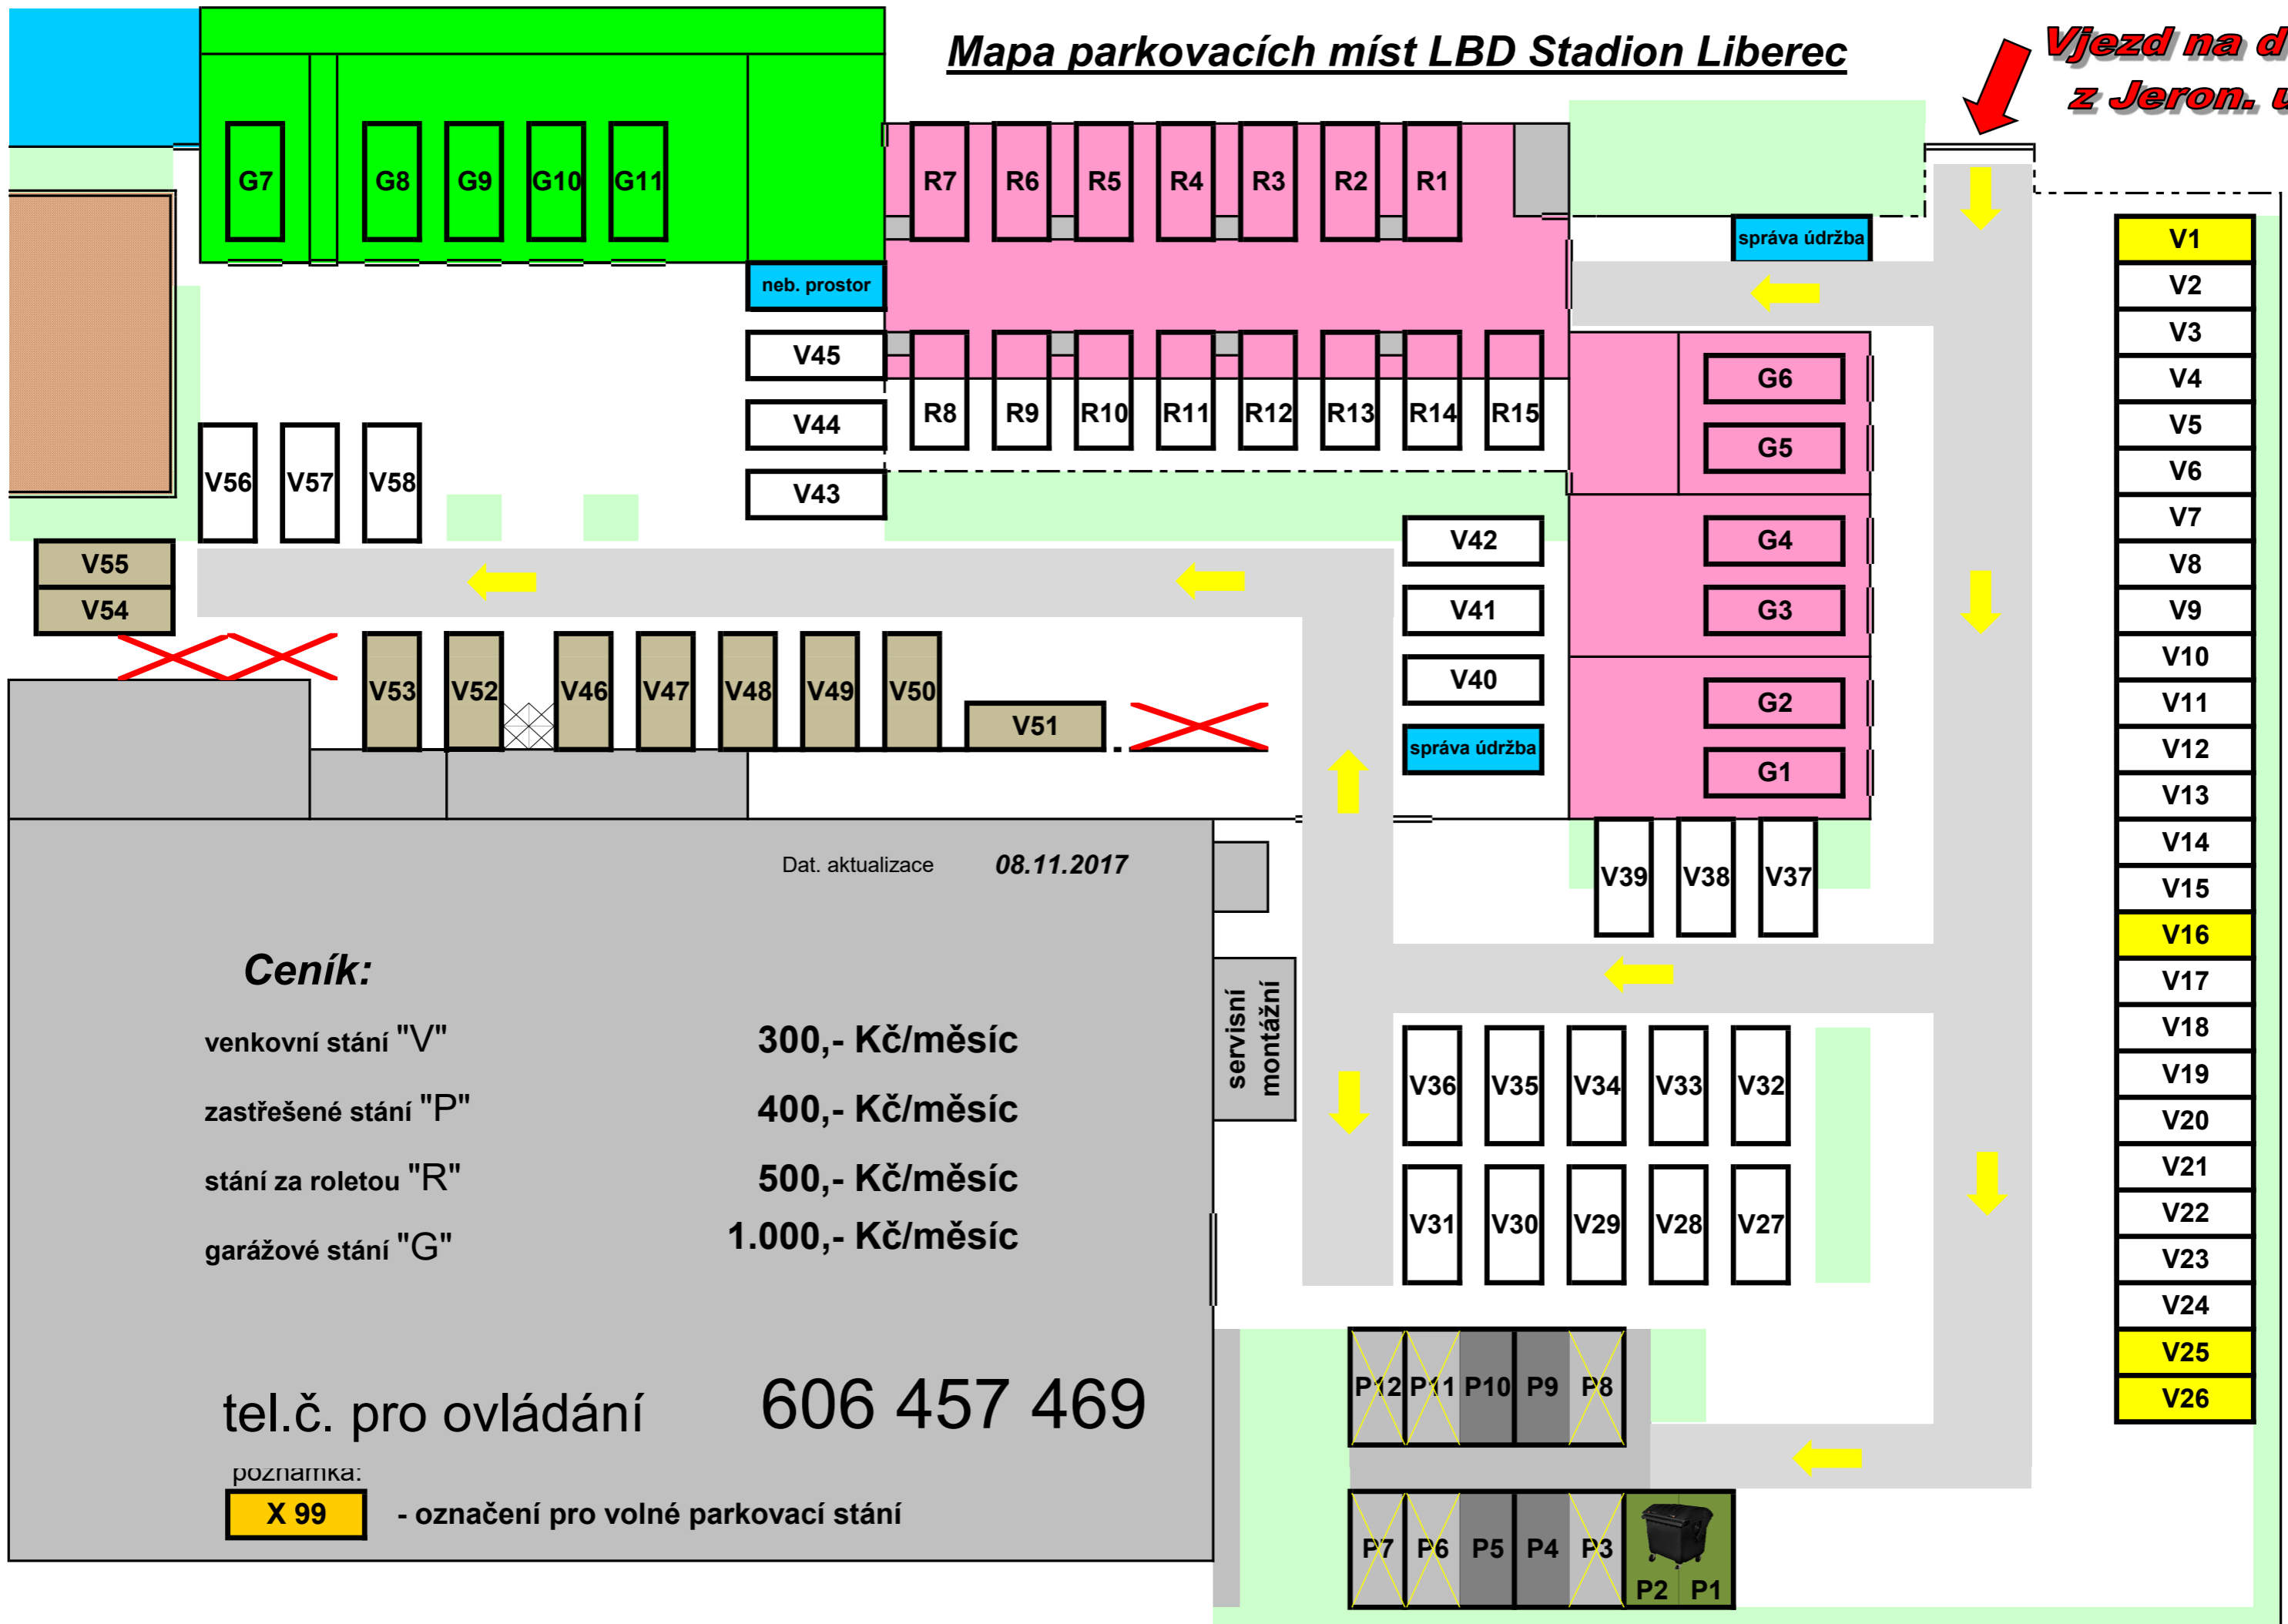 Mapa parkovacích míst LBD Stadion Liberec
Vjezd na d
z Jeron. u
G7 G8 G9 G10 G11
R7 R6 R5 R4 R3 R2 R1
správa údržba
neb. prostor
V45
V44
V43
R8 R9 R10 R11 R12 R13 R14 R15
G6
G5
G4
G3
G2
G1
V1
V2
V3
V4
V5
V6
V7
V8
V9
V10
V11
V12
V13
V14
V15
V16
V17
V18
V19
V20
V21
V22
V23
V24
V25
V26
V56 V57 V58
V55
V54
V42
V41
V40
správa údržba
V53 V52 V46 V47 V48 V49 V50
V51
V39 V38 V37
Dat. aktualizace 08.11.2017
Ceník:
venkovní stání "V" 300,- Kč/měsíc
zastřešené stání "P" 400,- Kč/měsíc
stání za roletou "R" 500,- Kč/měsíc
garážové stání "G" 1.000,- Kč/měsíc
servisní
montážní
V36 V35 V34 V33 V32
V31 V30 V29 V28 V27
tel.č. pro ovládání 606 457 469
poznámka:
X 99 - označení pro volné parkovací stání
P12 P11 P10 P9 P8
P7 P6 P5 P4 P3
P2 P1